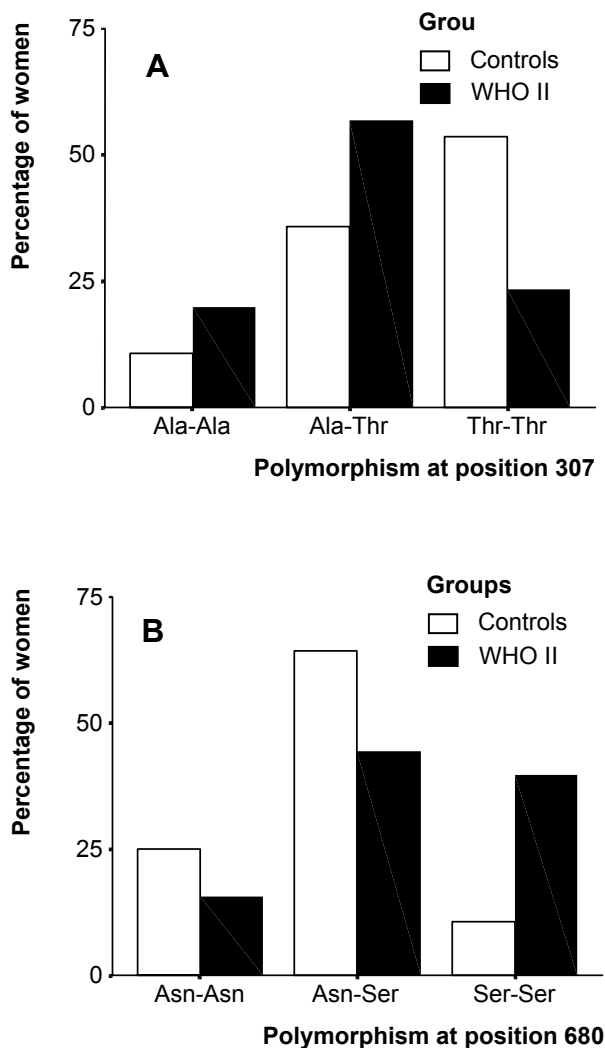 75
50
25
0
Percentage of women
A
Grou
Controls
WHO II
Ala-Ala Ala-Thr Thr-Thr
Polymorphism at position 307
75
50
25
0
Percentage of women
B
Groups
Controls
WHO II
Asn-Asn Asn-Ser Ser-Ser
Polymorphism at position 680